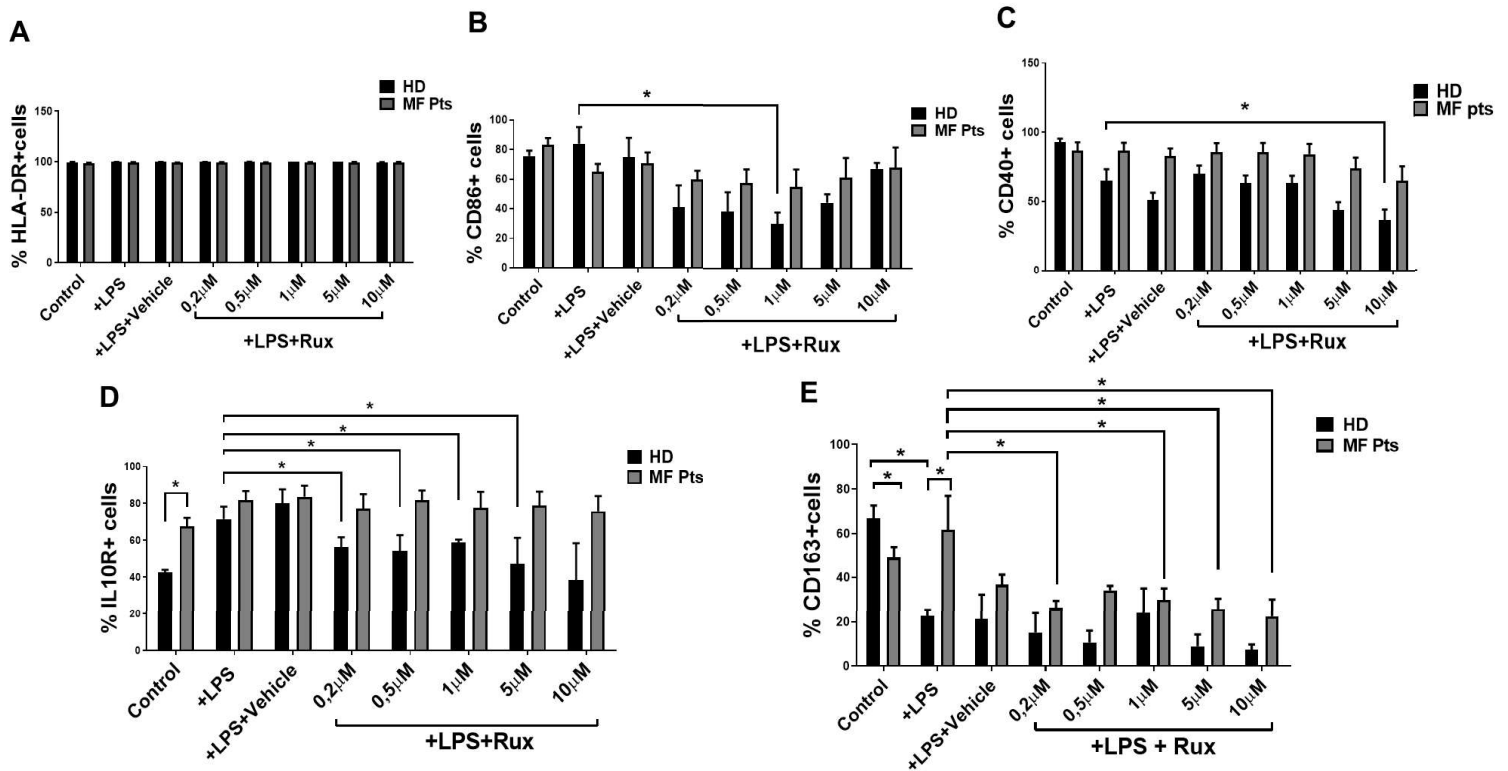 A
HD
MF Pts
% HLA-DR+cells
150
100
50
0
Control
+LPS
+LPS+Vehicle
0,2μM
0,5μM
1μM
5μM
10μM
+LPS+Rux
B
*
HD
MF Pts
% CD86+ cells
100
80
60
40
20
0
Control
+LPS
+LPS+Vehicle
0,2μM
0,5μM
1μM
5μM
10μM
+LPS+Rux
C
*
HD
MF pts
% CD40+ cells
150
100
50
0
Control
+LPS
+LPS+Vehicle
0,2μM
0,5μM
1μM
5μM
10μM
+LPS+Rux
D
*
*
*
*
*
HD
MF Pts
% IL10R+ cells
100
80
60
40
20
0
Control
+LPS
+LPS+Vehicle
0,2μM
0,5μM
1μM
5μM
10μM
+LPS+Rux
E
*
*
*
*
*
*
*
HD
MF Pts
% CD163+cells
100
80
60
40
20
0
Control
+LPS
+LPS+Vehicle
0,2μM
0,5μM
1μM
5μM
10μM
+LPS + Rux